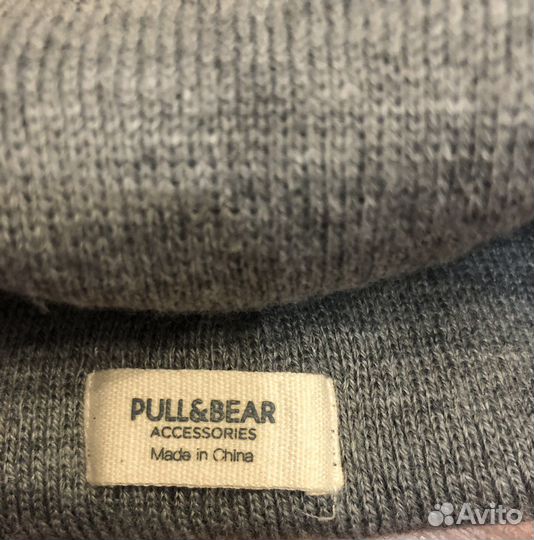 PULL&BEAR
ACCESSORIES
Made in China
Avito